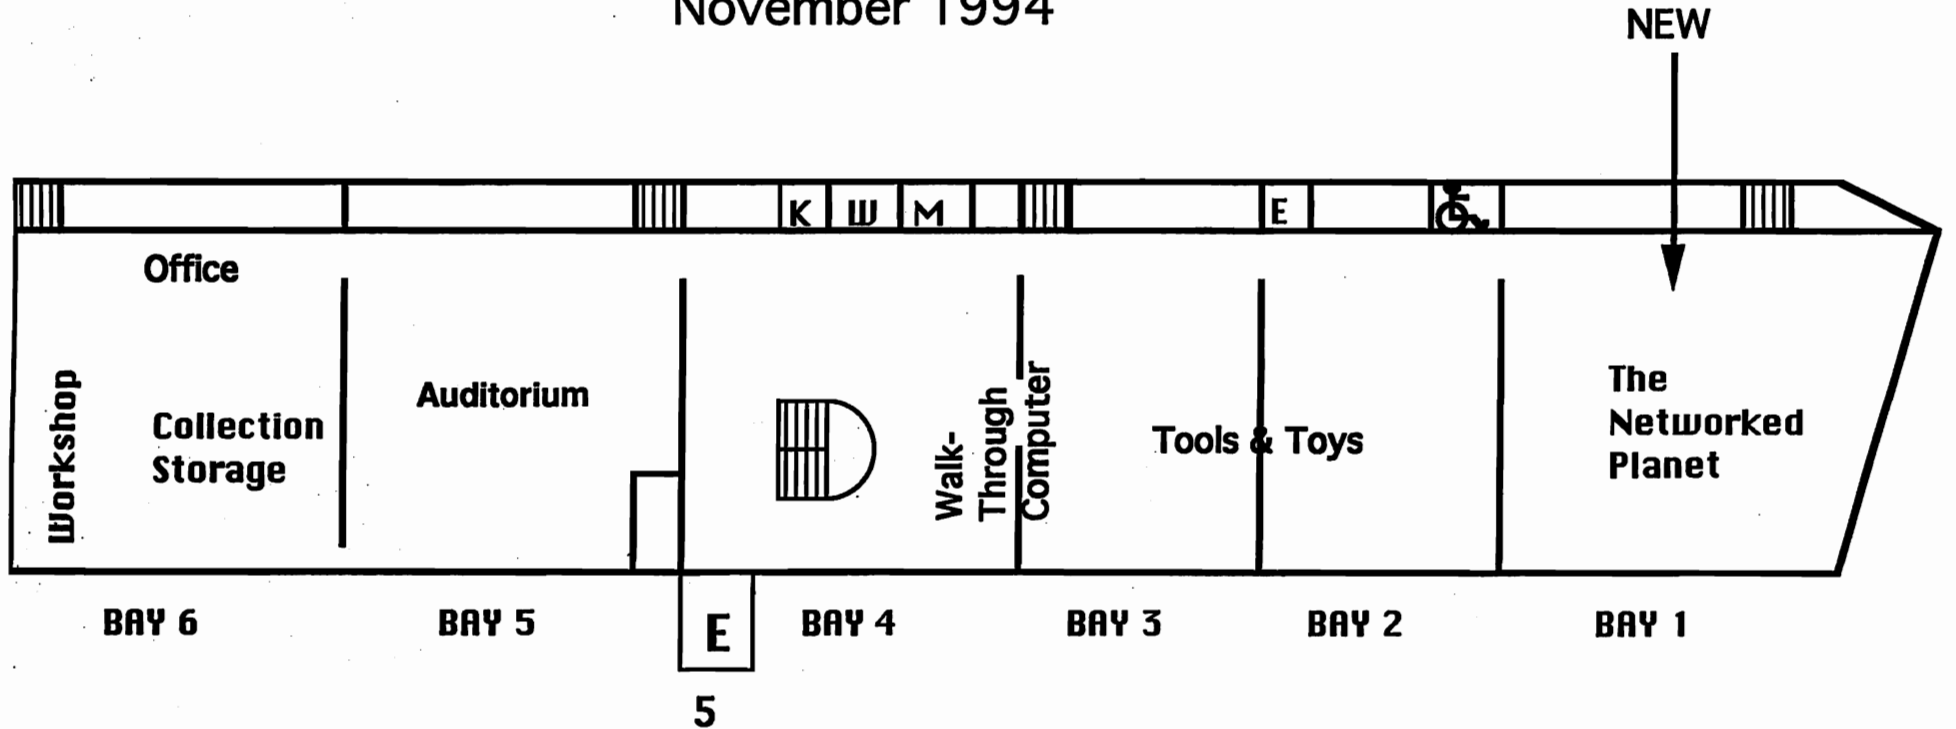 November 1994
NEW
K
W
M
E
Office
Workshop
Collection
Storage
Auditorium
Walk-
Through
Computer
Tools & Toys
The
Networked
Planet
BAY 6
BAY 5
E
BAY 4
BAY 3
BAY 2
BAY 1
5